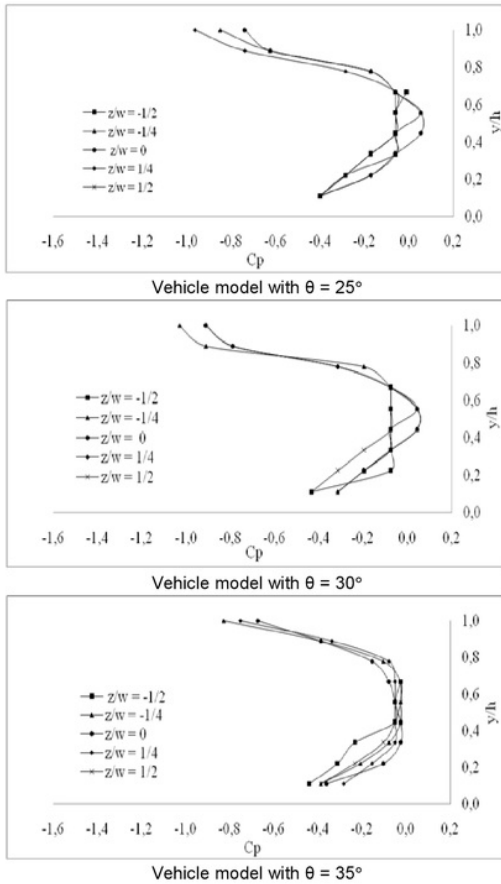 1,0
0,8
0,6
0,4
0,2
0,0
y/h
z/w = -1/2
z/w = -1/4
z/w = 0
z/w = 1/4
z/w = 1/2
-1,6 -1,4 -1,2 -1,0 -0,8 -0,6 -0,4 -0,2 0,0 0,2
Cp
Vehicle model with θ = 25°
1,0
0,8
0,6
0,4
0,2
0,0
y/h
z/w = -1/2
z/w = -1/4
z/w = 0
z/w = 1/4
z/w = 1/2
-1,6 -1,4 -1,2 -1,0 -0,8 -0,6 -0,4 -0,2 0,0 0,2
Vehicle model with θ = 30°
1,0
0,8
0,6
0,4
0,2
0,0
y/h
z/w = -1/2
z/w = -1/4
z/w = 0
z/w = 1/4
z/w = 1/2
-1,6 -1,4 -1,2 -1,0 -0,8 -0,6 -0,4 -0,2 0,0 0,2
Cp
Vehicle model with θ = 35°